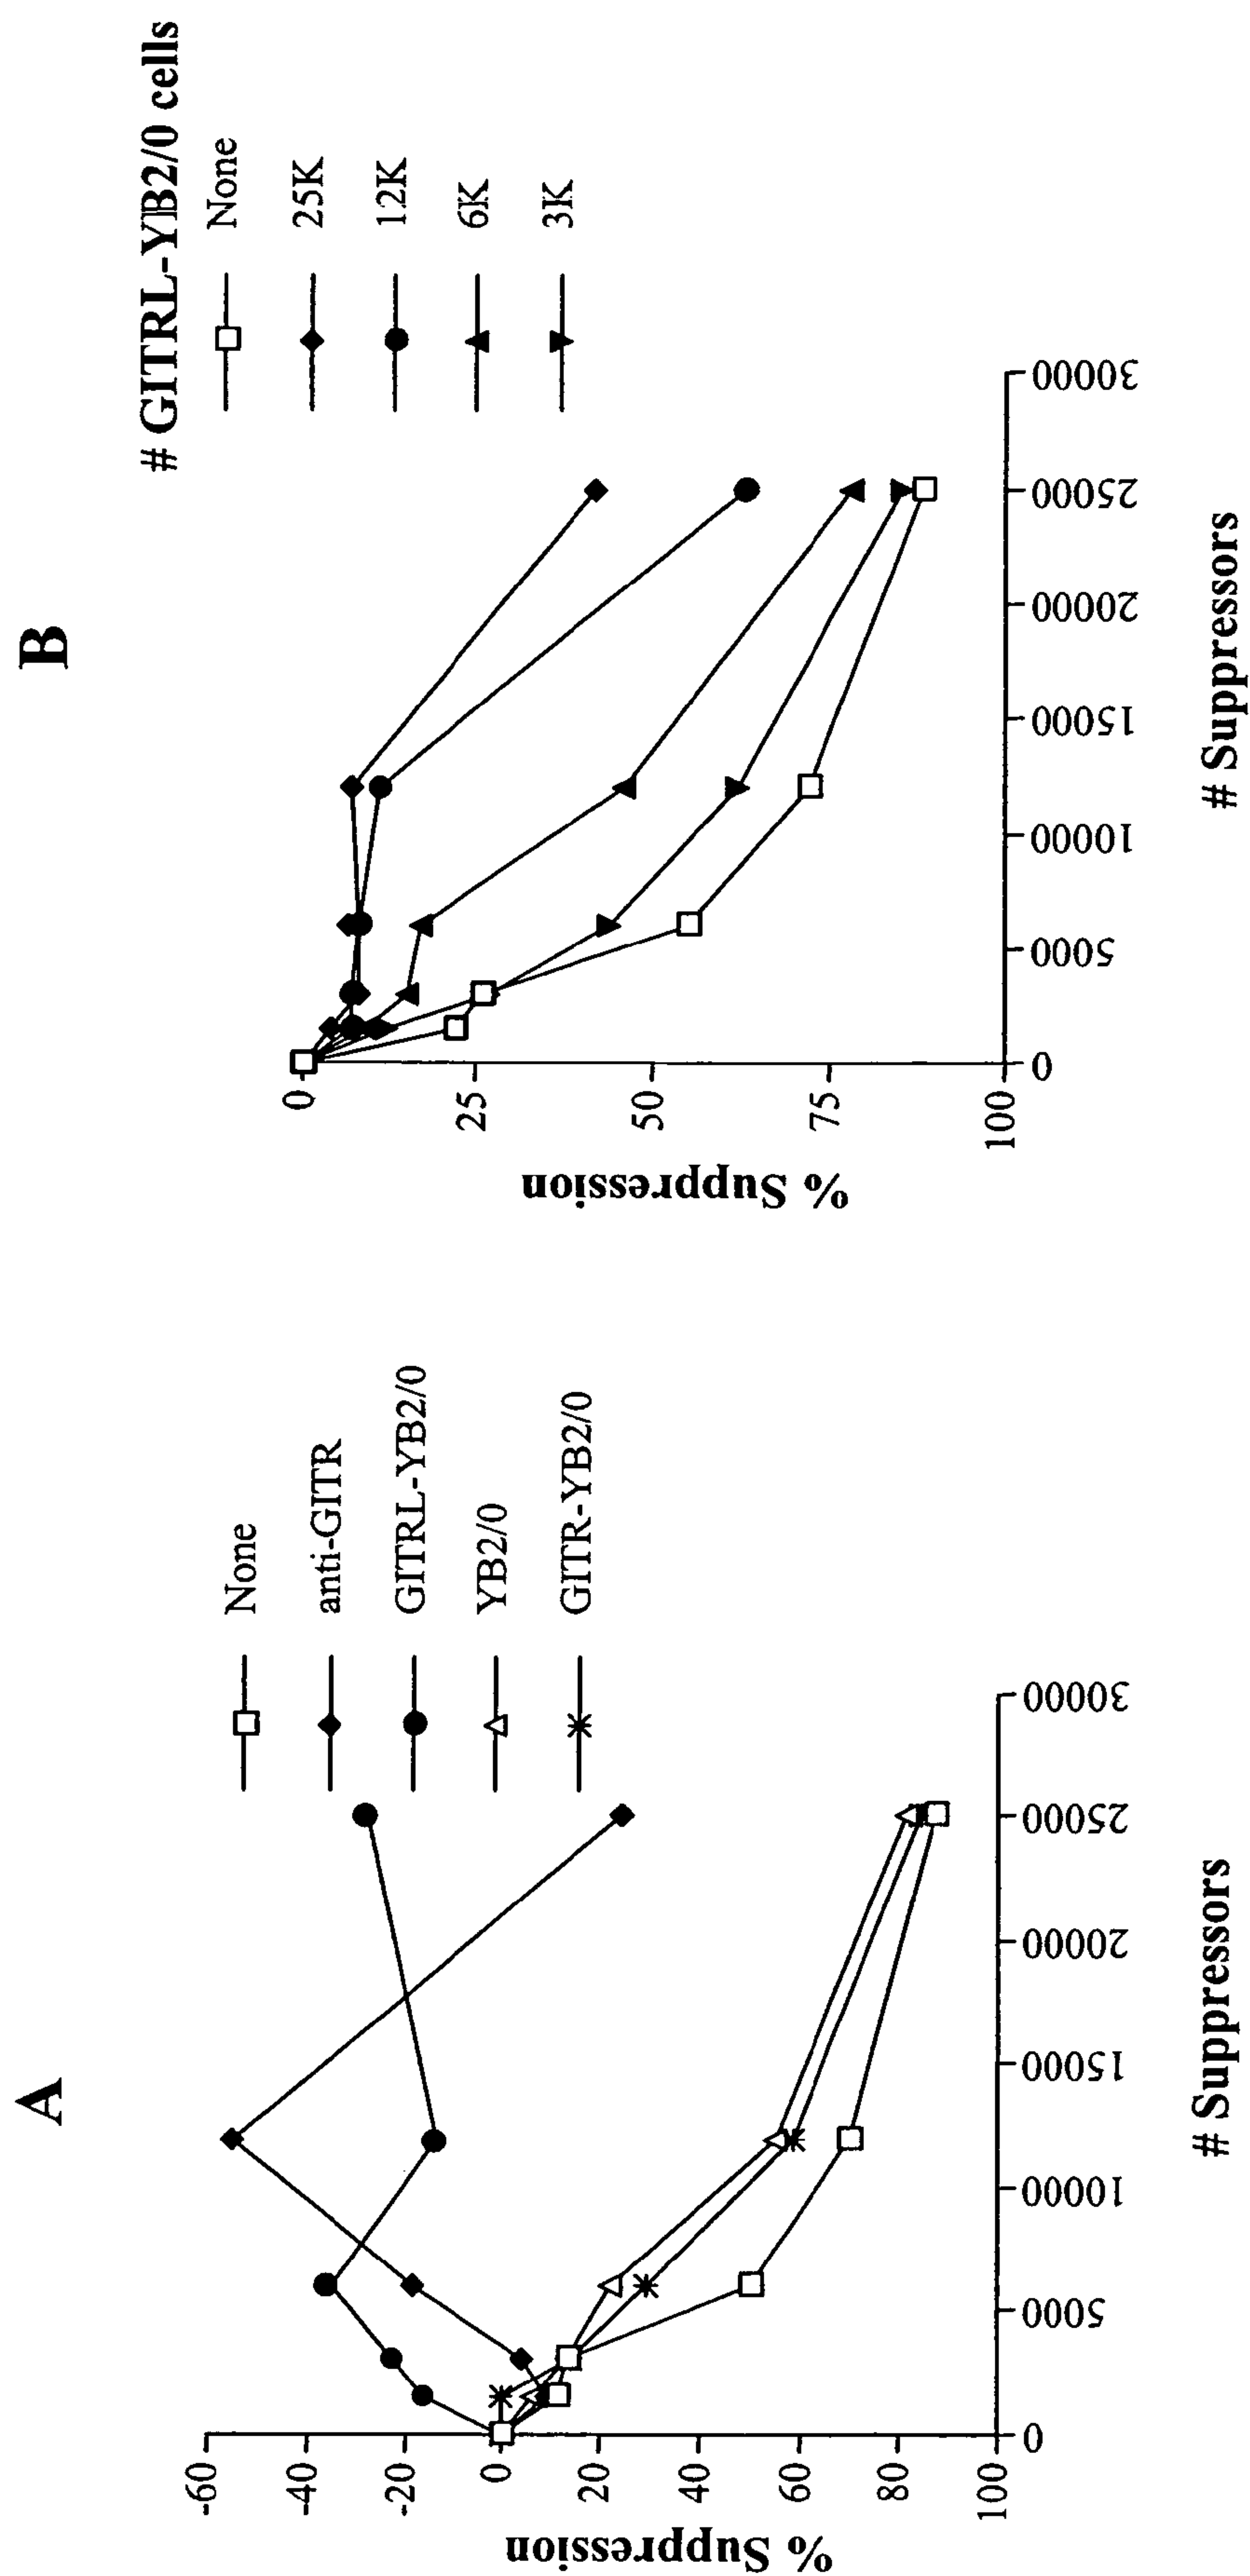 A
None
anti-GITR
GITRL-YB2/0
YB2/0
GITR-YB2/0
% Suppression
-60
-40
-20
0
20
40
60
80
100
0
5000
10000
15000
20000
25000
30000
# Suppressors
B
# GITRL-YB2/0 cells
None
25K
12K
6K
3K
% Suppression
0
25
50
75
100
0
5000
10000
15000
20000
25000
30000
# Suppressors